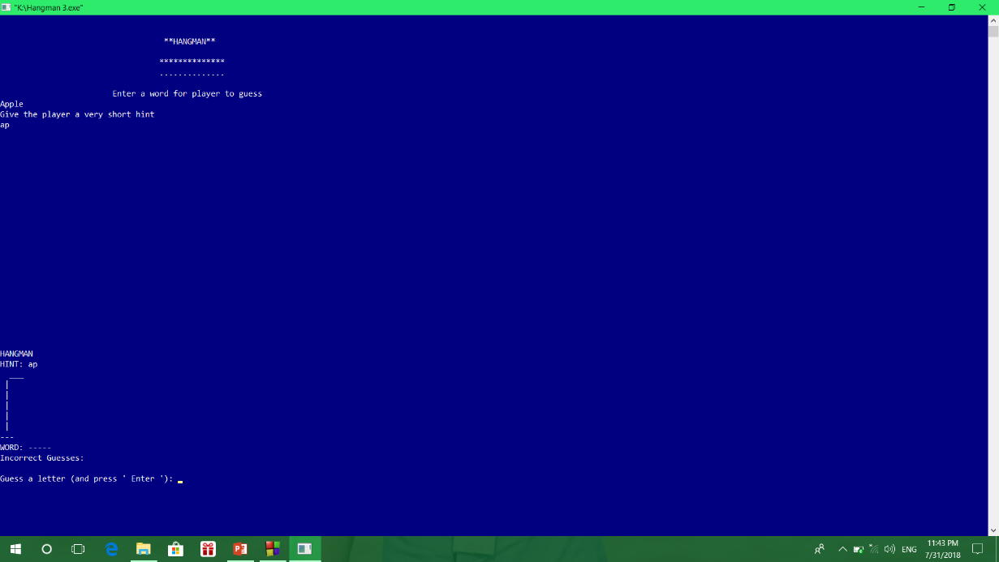 "K:\Hangman 3.exe"
**HANGMAN**
**************
--------------
Enter a word for player to guess
Apple
Give the player a very short hint
ap
HANGMAN
HINT: ap
___
|
|
|
|
|
---
WORD: -----
Incorrect Guesses:
Guess a letter (and press ' Enter '): _
ENG
11:43 PM
7/31/2018